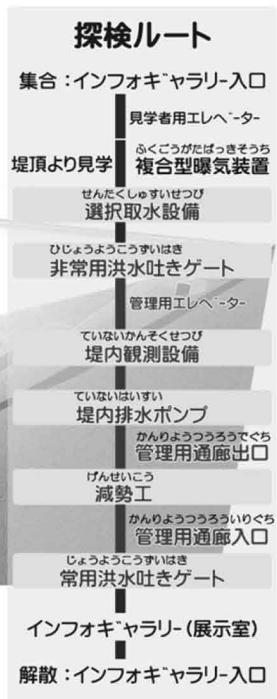 探検ルート
集合：インフォギャラリー入口
見学者用エレベーター
堤頂より見学
ふくごうがたばっきそうち
複合型曝気装置
せんたくしゅすいせつび
選択取水設備
ひじょうようこうずいはき
非常用洪水吐きゲート
管理用エレベーター
ていないかんそくせつび
堤内観測設備
ていないはいすい
堤内排水ポンプ
かんりようつうろうでぐち
管理用通廊出口
げんせいこう
減勢工
かんりようつうろういりぐち
管理用通廊入口
じょうようこうずいはき
常用洪水吐きゲート
インフォギャラリー（展示室）
解散：インフォギャラリー入口